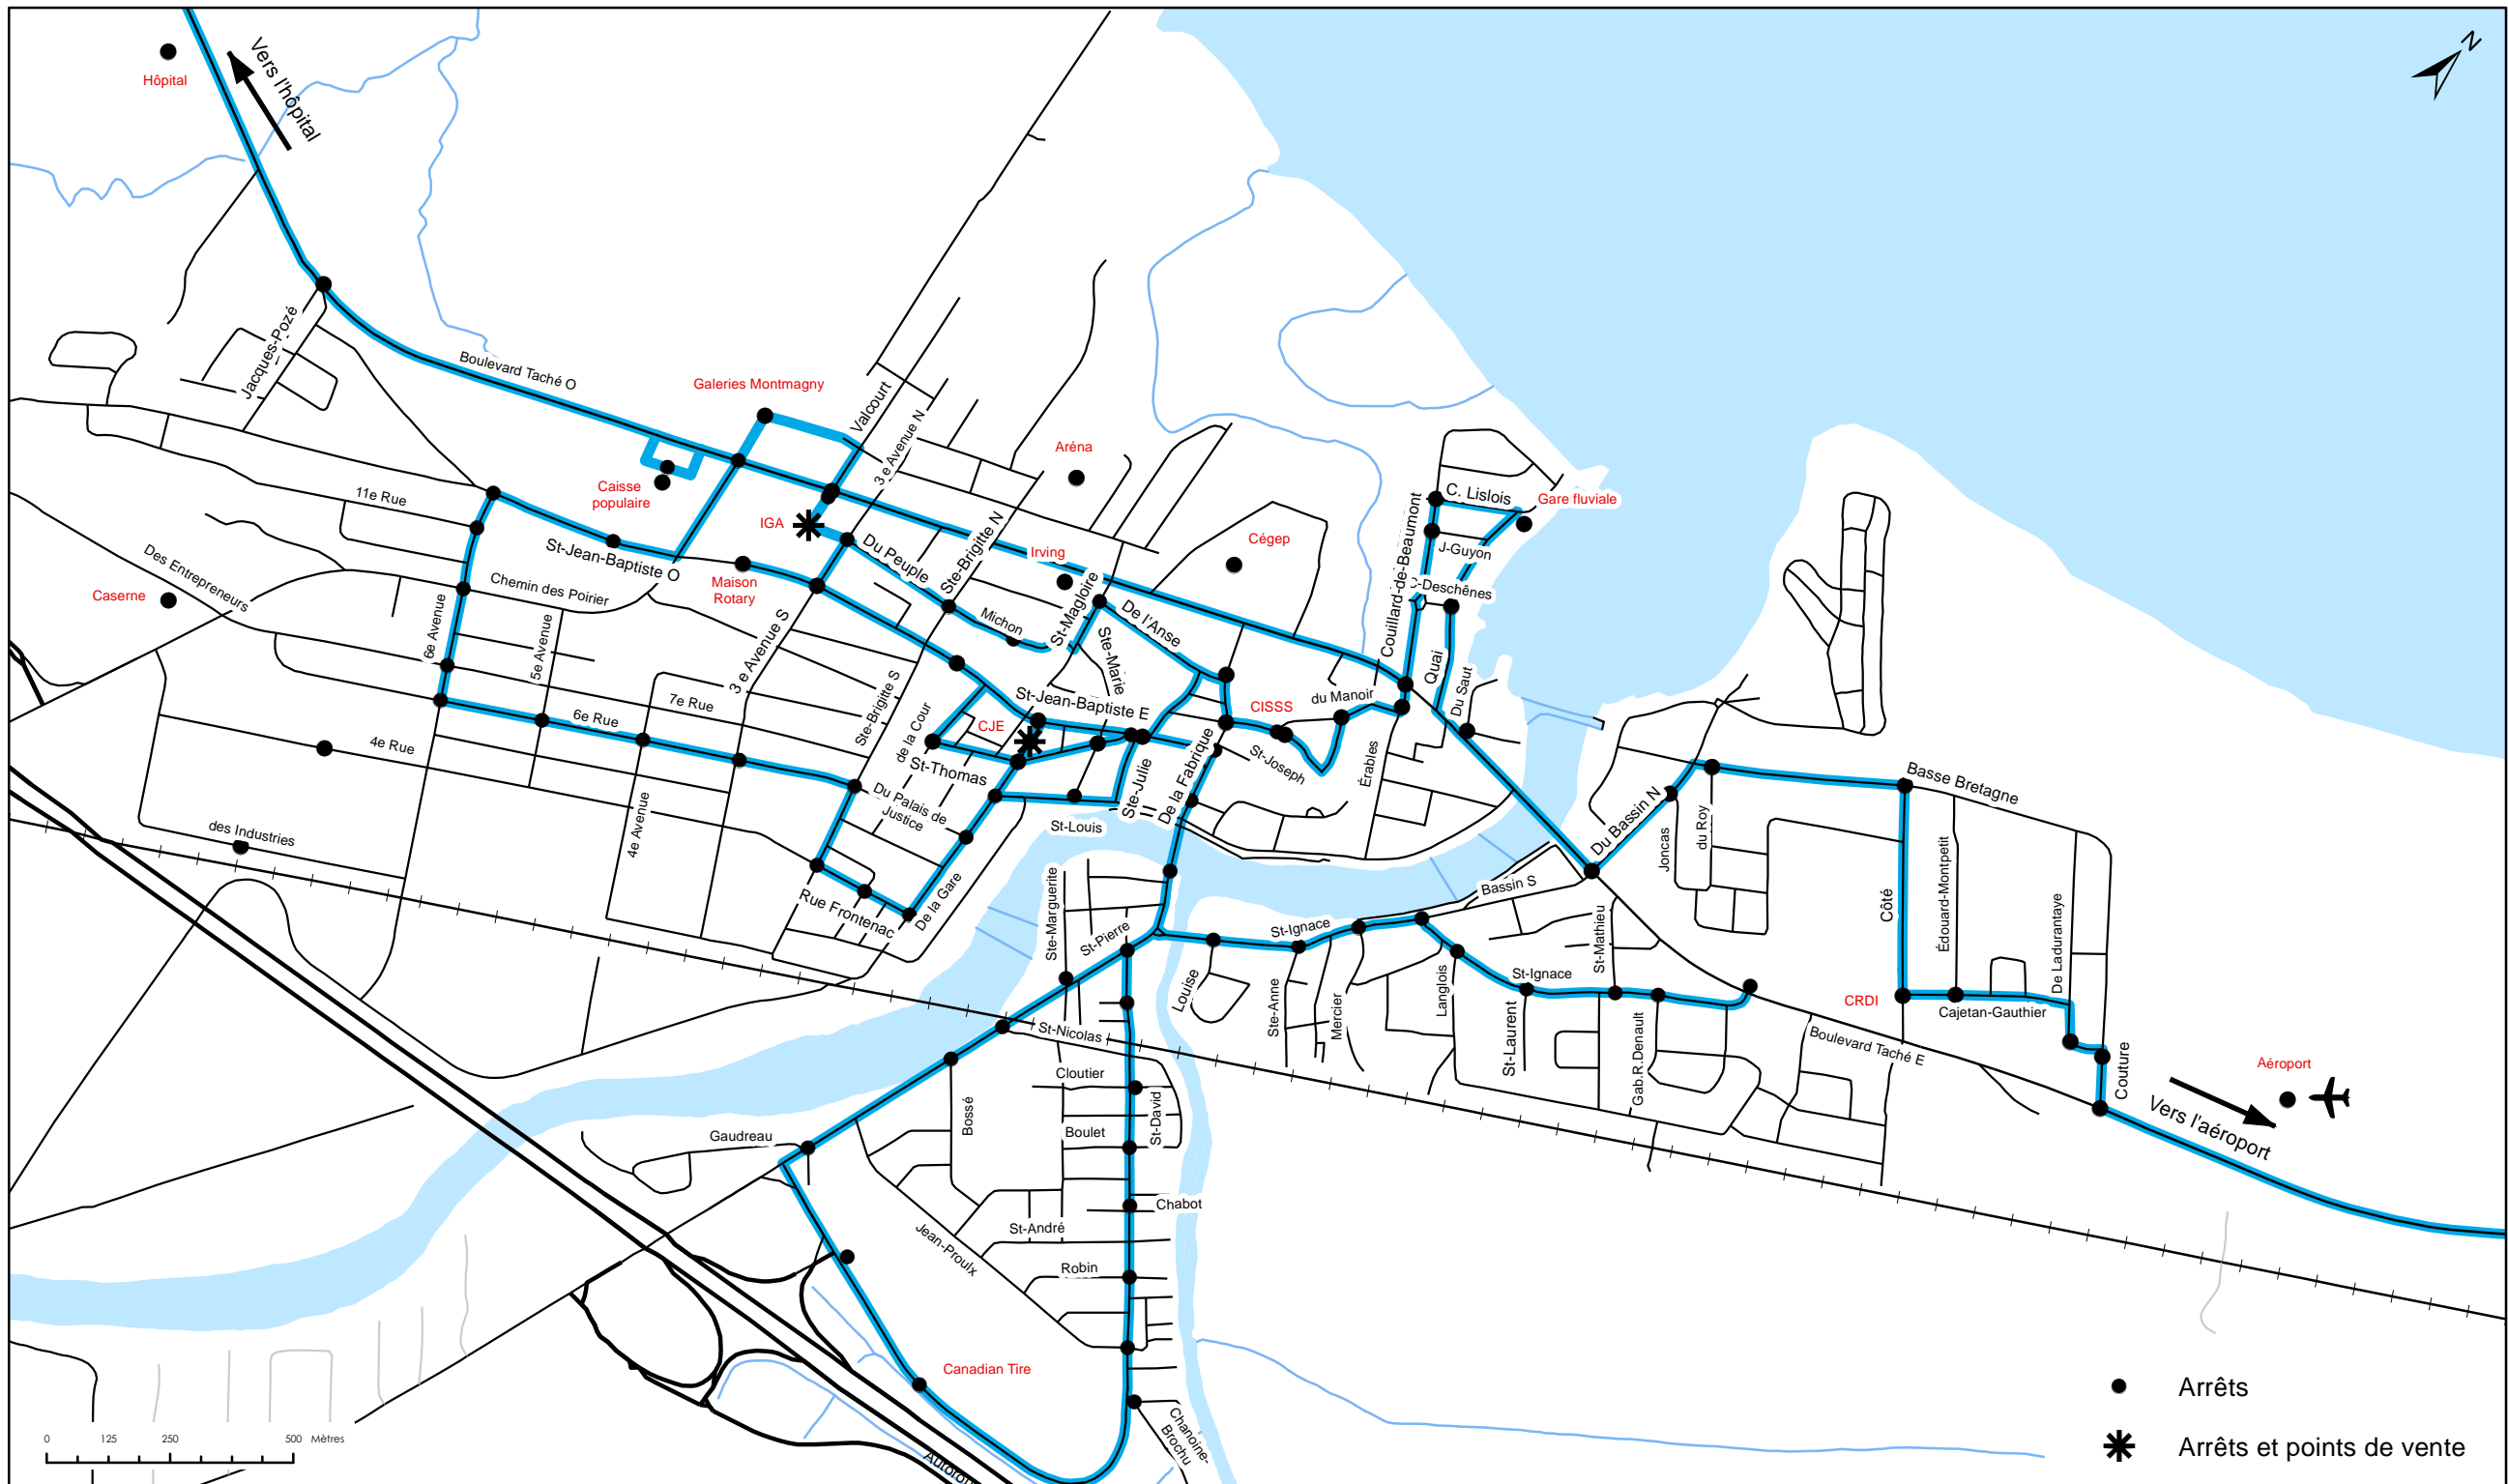 N
Vers l'hôpital
Hôpital
Jacques-Pozé
Boulevard Taché O
Galeries Montmagny
Valcourt
3 e Avenue N
Aréna
Caisse
populaire
IGA
11e Rue
St-Jean-Baptiste O
Du Peuple
Ste-Brigitte N
Irving
Cégep
Couillard-de-Beaumont
C. Lislois
Gare fluviale
J-Guyon
C-Deschênes
Des Entrepreneurs
Caserne
Chemin des Poirier
Maison
Rotary
Michon
St-Magloire
De l'Anse
Ste-Marie
6e Avenue
5e Avenue
3 e Avenue S
Ste-Brigitte S
7e Rue
6e Rue
4e Rue
4e Avenue
des Industries
de la Cour
CJE
St-Jean-Baptiste E
St-Thomas
Du Palais de
Justice
Ste-Julie
De la Fabrique
CISSS
St-Joseph
du Manoir
Érables
Quai
Du Saut
St-Louis
Rue Frontenac
De la Gare
Ste-Marguerite
St-Pierre
St-Nicolas
Du Bassin N
Joncas
du Roy
Basse Bretagne
Côté
Édouard-Montpetit
De Ladurantaye
Bassin S
St-Ignace
Louise
Ste-Anne
Mercier
Langlois
St-Ignace
St-Mathieu
St-Laurent
Gab.R.Denault
CRDI
Cajetan-Gauthier
Boulevard Taché E
Couture
Aéroport
Vers l'aéroport
Cloutier
Bossé
Boulet
St-David
Gaudreau
Chabot
St-André
Jean-Proulx
Robin
Canadian Tire
Chanoine-
Brochu
0 125 250 500 Mètres
Arrêts
Arrêts et points de vente